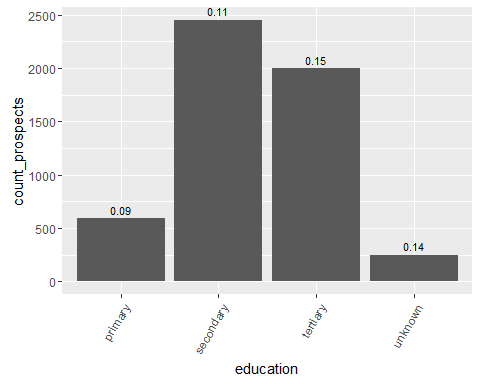 2500
2000
1500
1000
500
0
count_prospects
0.09
0.11
0.15
0.14
primary
secondary
tertiary
unknown
education